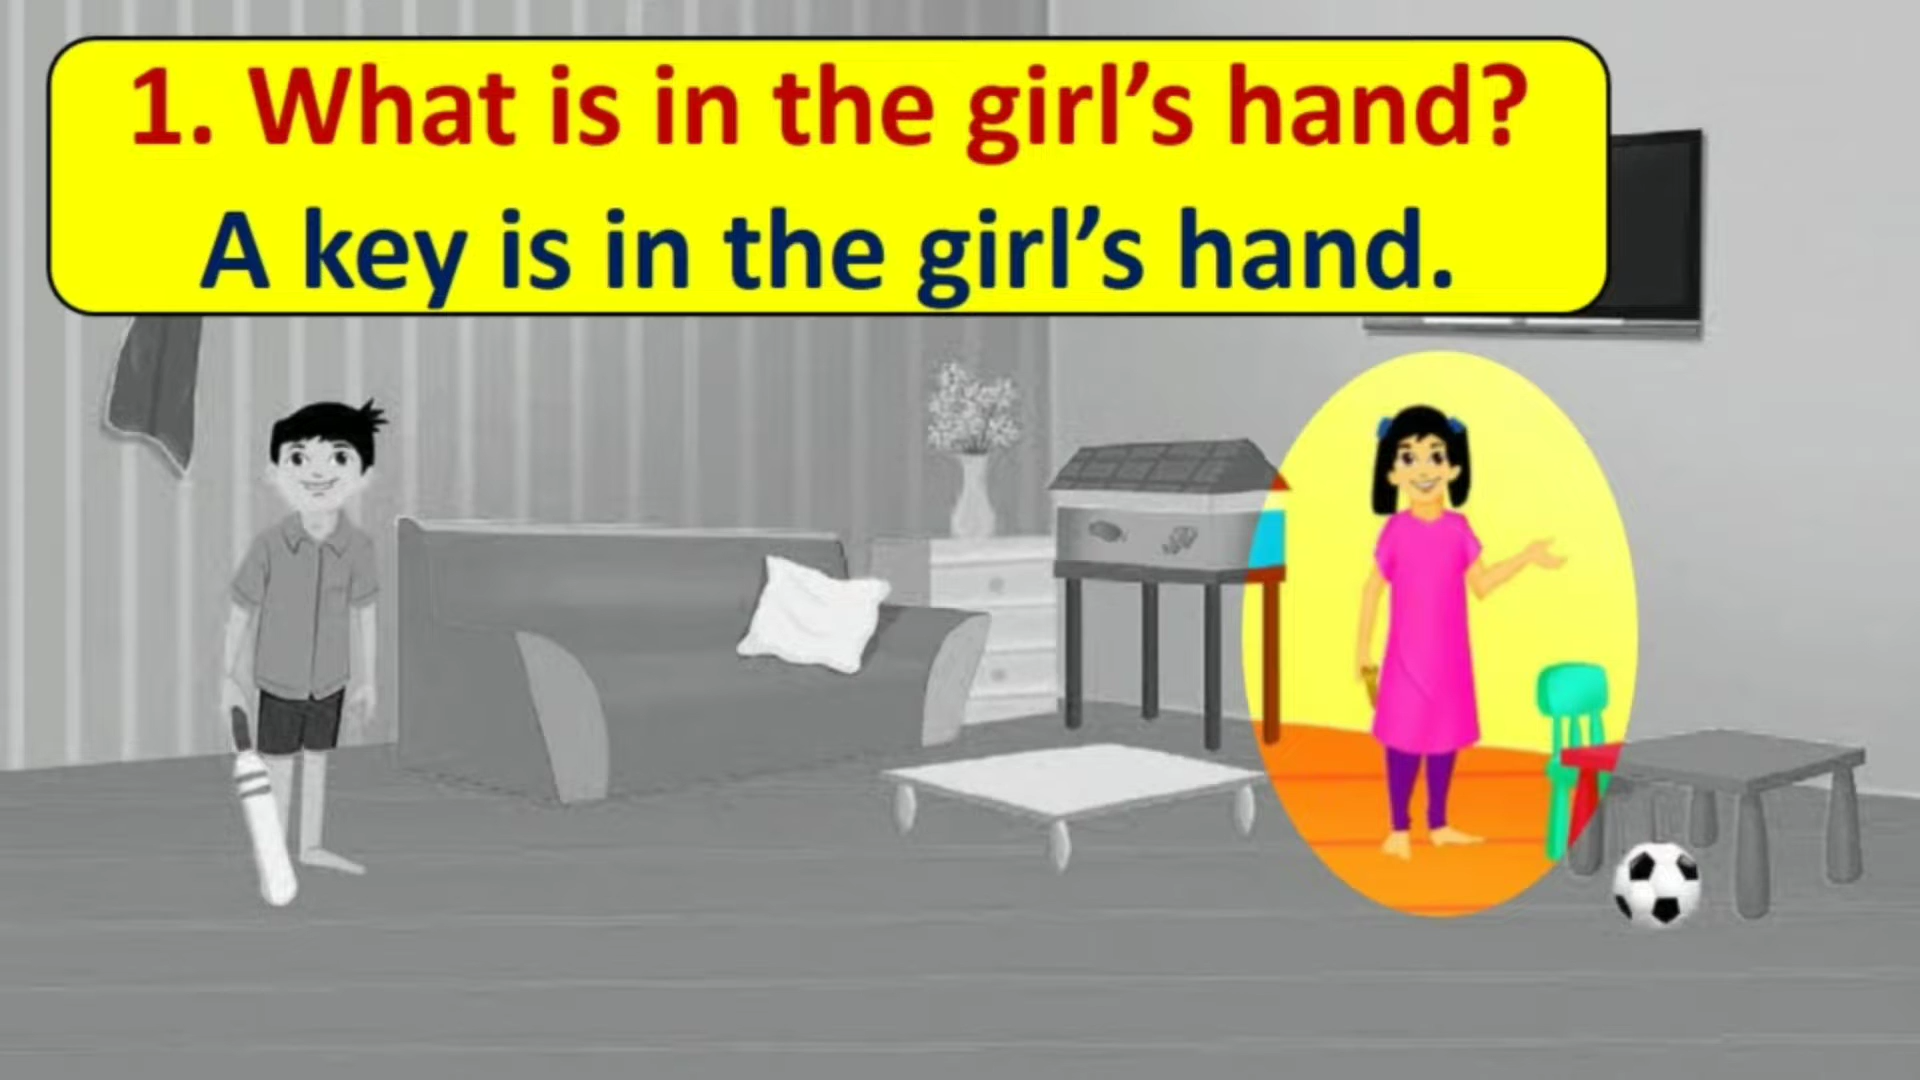 1. What is in the girl’s hand?
A key is in the girl’s hand.